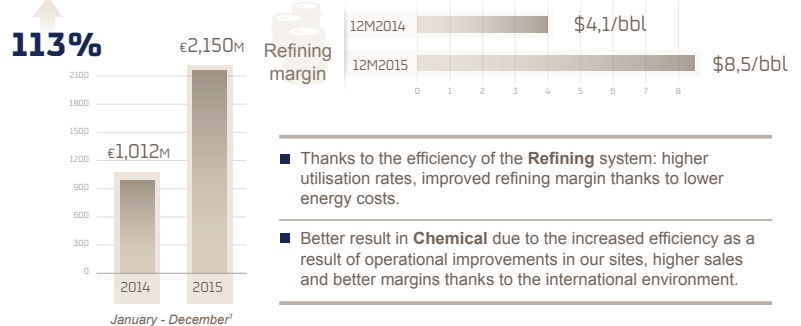 113%
€2,150M
2100
1800
1500
1200
900
600
300
0
€1,012M
2014
2015
January - December¹
Refining
margin
12M2014
$4,1/bbl
12M2015
$8,5/bbl
0 1 2 3 4 5 6 7 8
■ Thanks to the efficiency of the Refining system: higher
utilisation rates, improved refining margin thanks to lower
energy costs.
■ Better result in Chemical due to the increased efficiency as a
result of operational improvements in our sites, higher sales
and better margins thanks to the international environment.